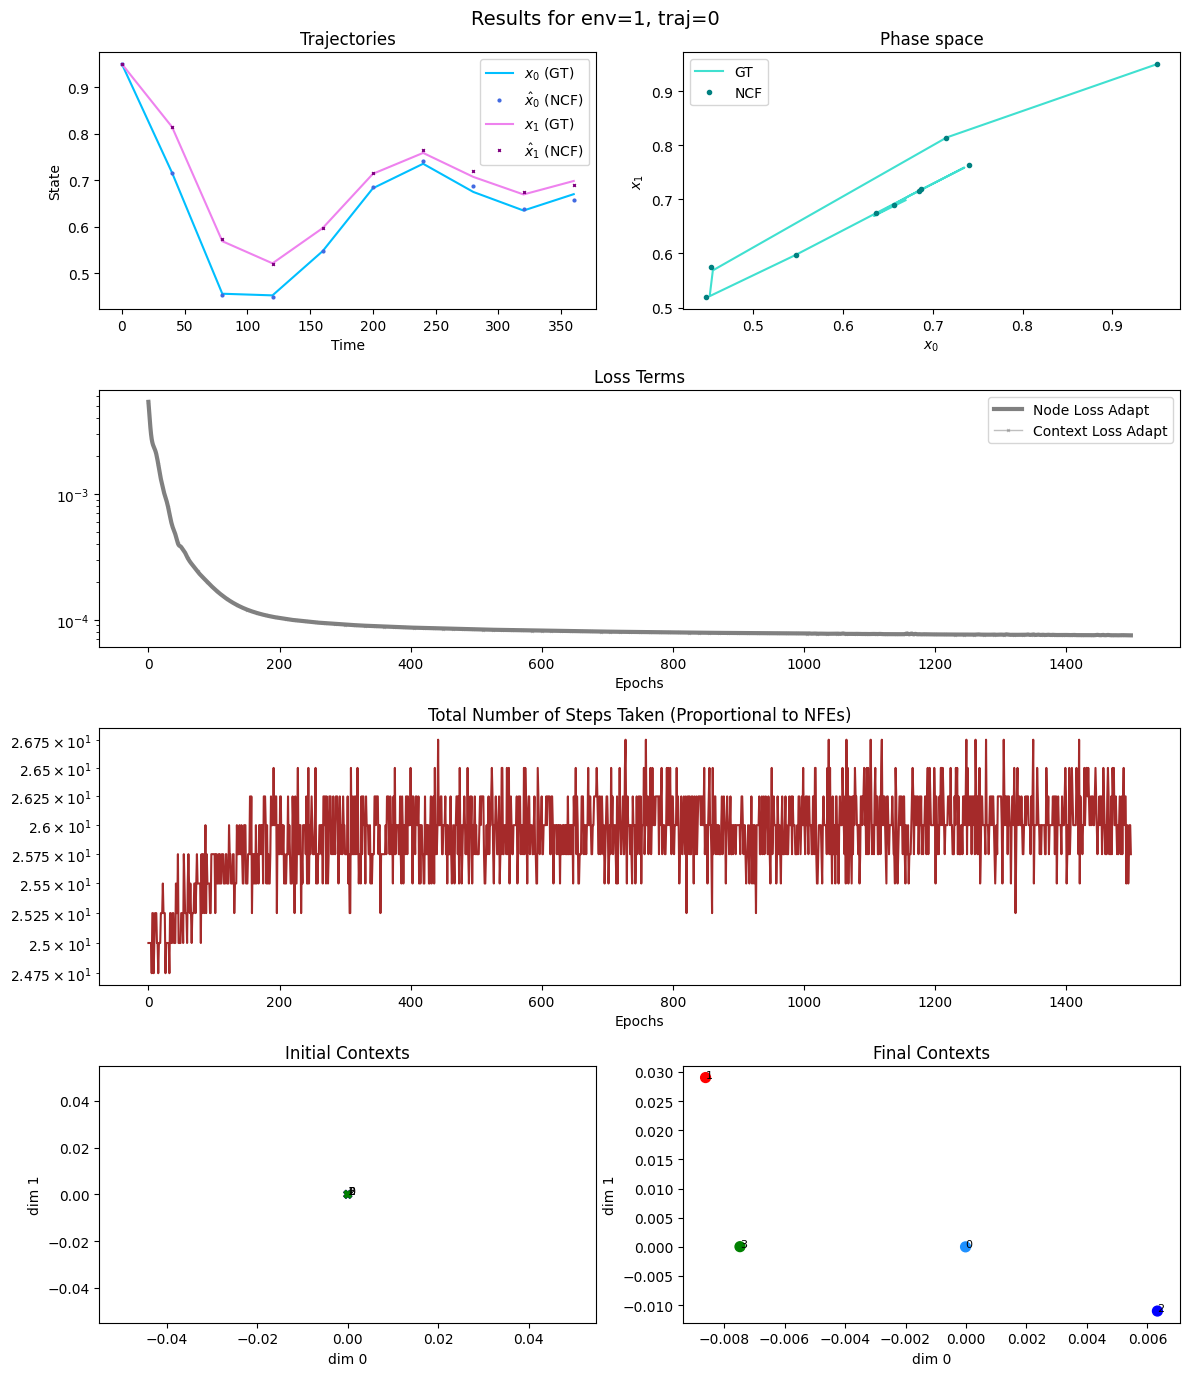 Results for env=1, traj=0
Trajectories
x₀ (GT)
x̂₀ (NCF)
x₁ (GT)
x̂₁ (NCF)
State
0.9
0.8
0.7
0.6
0.5
0 50 100 150 200 250 300 350
Time
Phase space
GT
NCF
x₁
0.9
0.8
0.7
0.6
0.5
0.5 0.6 0.7 0.8 0.9
x₀
Loss Terms
Node Loss Adapt
Context Loss Adapt
10⁻³
10⁻⁴
0 200 400 600 800 1000 1200 1400
Epochs
Total Number of Steps Taken (Proportional to NFEs)
2.675 × 10¹
2.65 × 10¹
2.625 × 10¹
2.6 × 10¹
2.575 × 10¹
2.55 × 10¹
2.525 × 10¹
2.5 × 10¹
2.475 × 10¹
0 200 400 600 800 1000 1200 1400
Epochs
Initial Contexts
dim 1
0.04
0.02
0.00
−0.02
−0.04
−0.04 −0.02 0.00 0.02 0.04
dim 0
Final Contexts
dim 1
0.030
0.025
0.020
0.015
0.010
0.005
0.000
−0.005
−0.010
1
3
0
2
−0.008 −0.006 −0.004 −0.002 0.000 0.002 0.004 0.006
dim 0